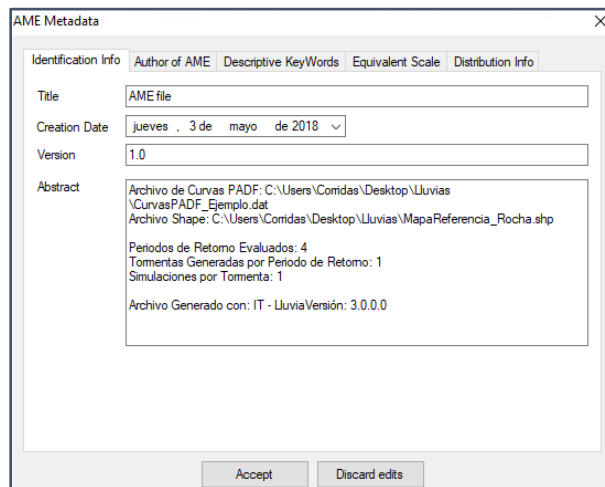 AME Metadata
Identification Info Author of AME Descriptive KeyWords Equivalent Scale Distribution Info
Title AME file
Creation Date jueves , 3 de mayo de 2018
Version 1.0
Abstract Archivo de Curvas PADF: C:\Users\Corridas\Desktop\Lluvias
\CurvasPADF_Ejemplo.dat
Archivo Shape: C:\Users\Corridas\Desktop\Lluvias\MapaReferencia_Rocha.shp
Periodos de Retorno Evaluados: 4
Tormentas Generadas por Periodo de Retorno: 1
Simulaciones por Tormenta: 1
Archivo Generado con: IT - LluviaVersión: 3.0.0.0
Accept Discard edits